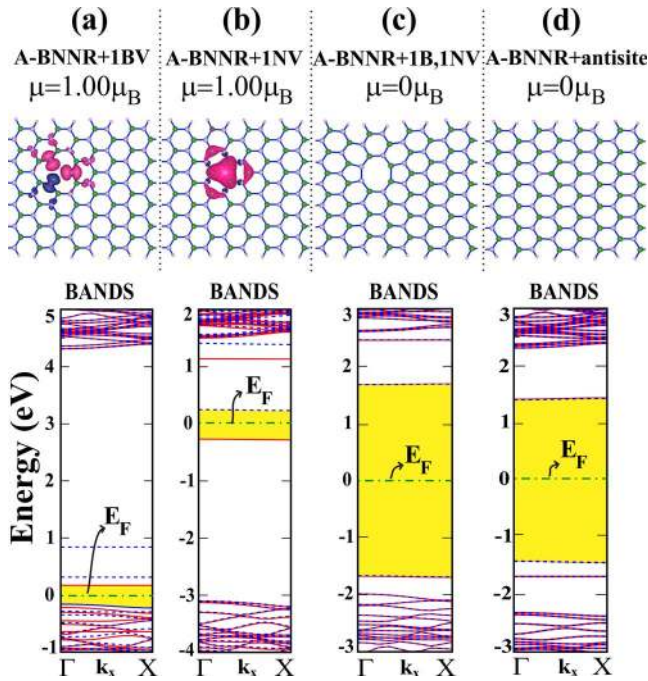 (a) (b) (c) (d)
A-BNNR+1BV A-BNNR+1NV A-BNNR+1B,1NV A-BNNR+antisite
μ=1.00μB μ=1.00μB μ=0μB μ=0μB
BANDS BANDS BANDS BANDS
Energy (eV)
5
4
3
2
1
0
-1
EF
Γ kx X
2
1
0
-1
-2
-3
-4
EF
Γ kx X
3
2
1
0
-1
-2
-3
EF
Γ kx X
3
2
1
0
-1
-2
-3
EF
Γ kx X